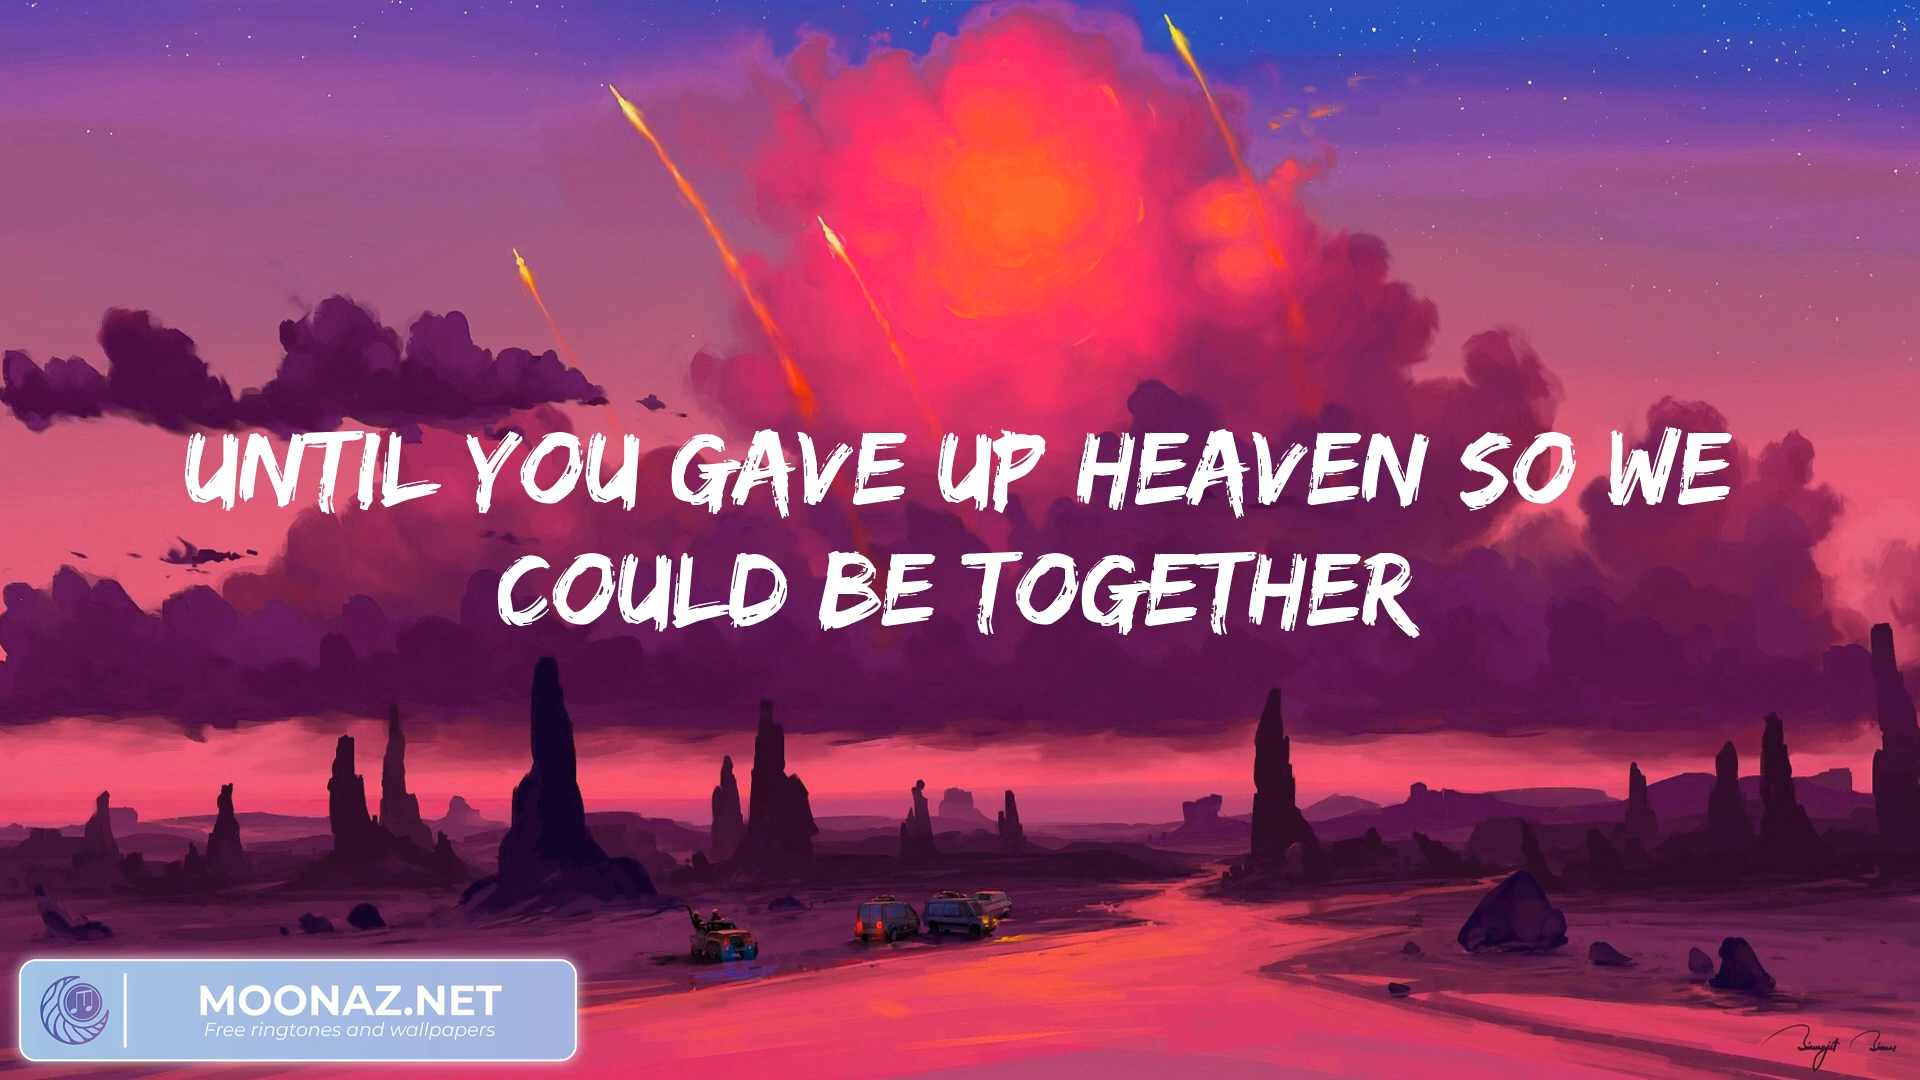 UNTIL YOU GAVE UP HEAVEN SO WE
COULD BE TOGETHER
MOONAZ.NET
Free ringtones and wallpapers